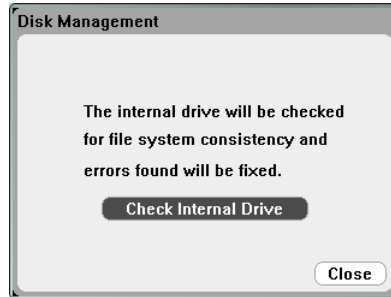 Disk Management
The internal drive will be checked
for file system consistency and
errors found will be fixed.
Check Internal Drive
Close